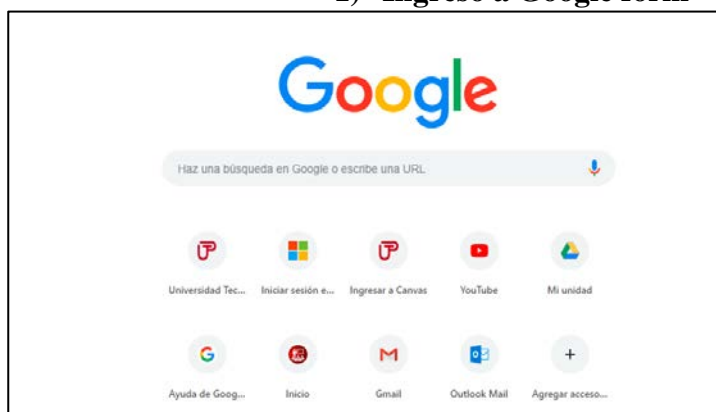 Ingreso a Google form
Google
Haz una búsqueda en Google o escribe una URL
Universidad Tec... Iniciar sesión e... Ingresar a Canvas YouTube Mi unidad
Ayuda de Goog... Inicio Gmail Outlook Mail Agregar acceso...